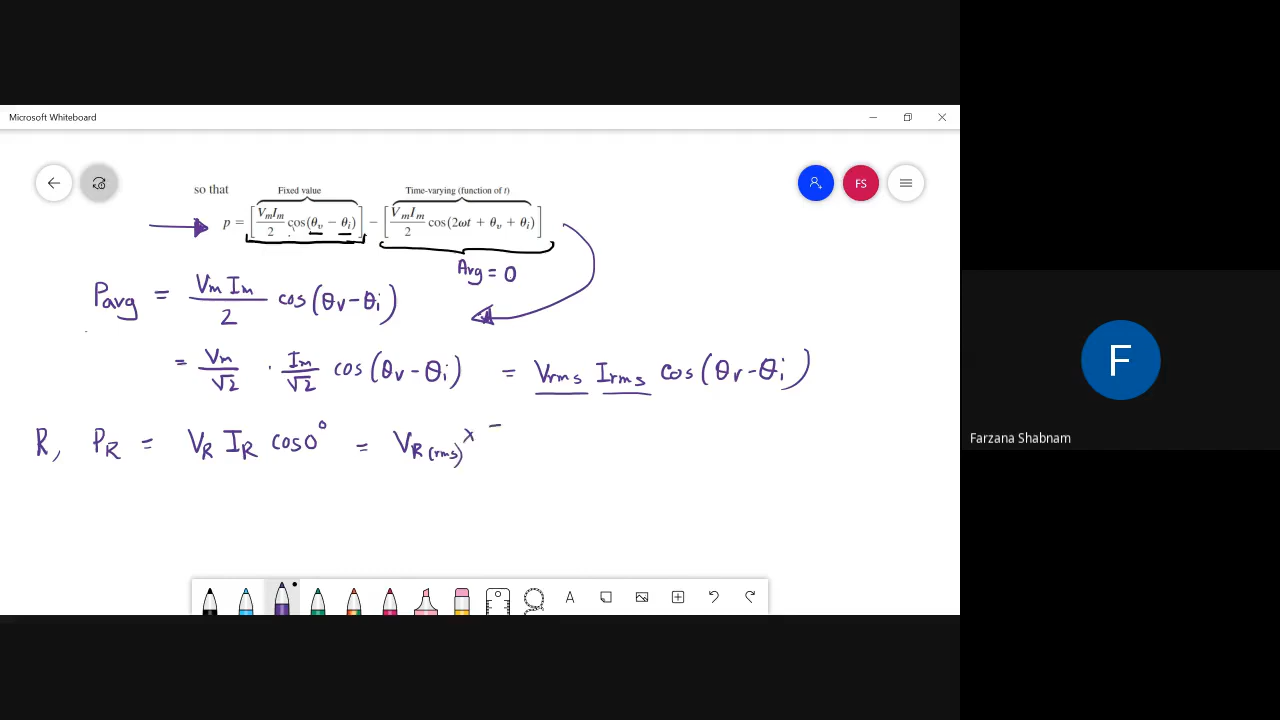 Microsoft Whiteboard
FS
so that
Fixed value
Time-varying (function of t)
p = [VmIm/2 cos(θv − θi)] − [VmIm/2 cos(2ωt + θv + θi)]
Avg = 0
Pavg = Vm Im/2 cos(θv − θi)
= Vm/√2 · Im/√2 cos(θv − θi) = Vrms Irms cos(θv − θi)
R, PR = VR IR cos0° = VR(rms) ×
F
Farzana Shabnam
A